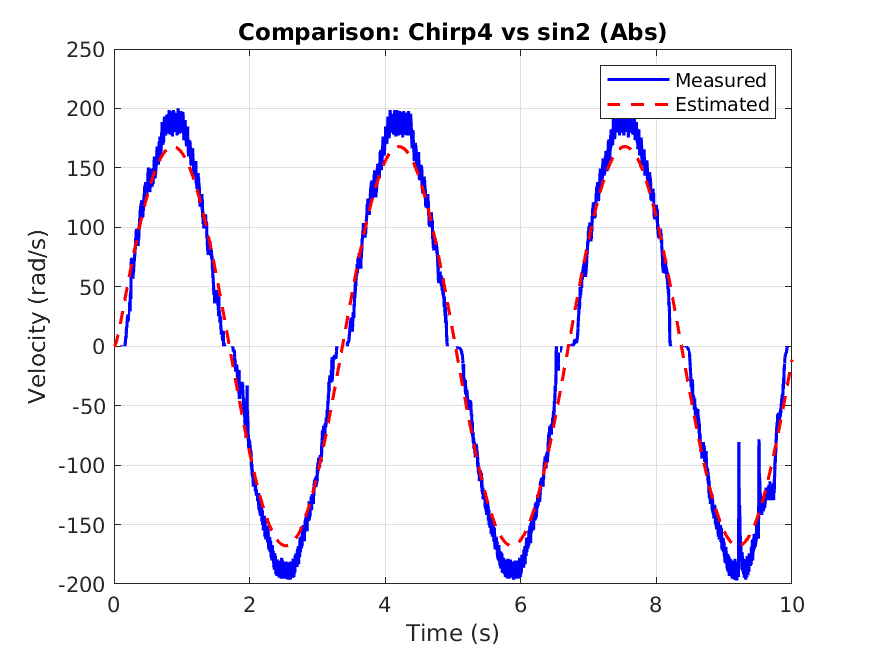 Comparison: Chirp4 vs sin2 (Abs)
Measured
Estimated
250
200
150
100
50
0
-50
-100
-150
-200
Velocity (rad/s)
0 2 4 6 8 10
Time (s)